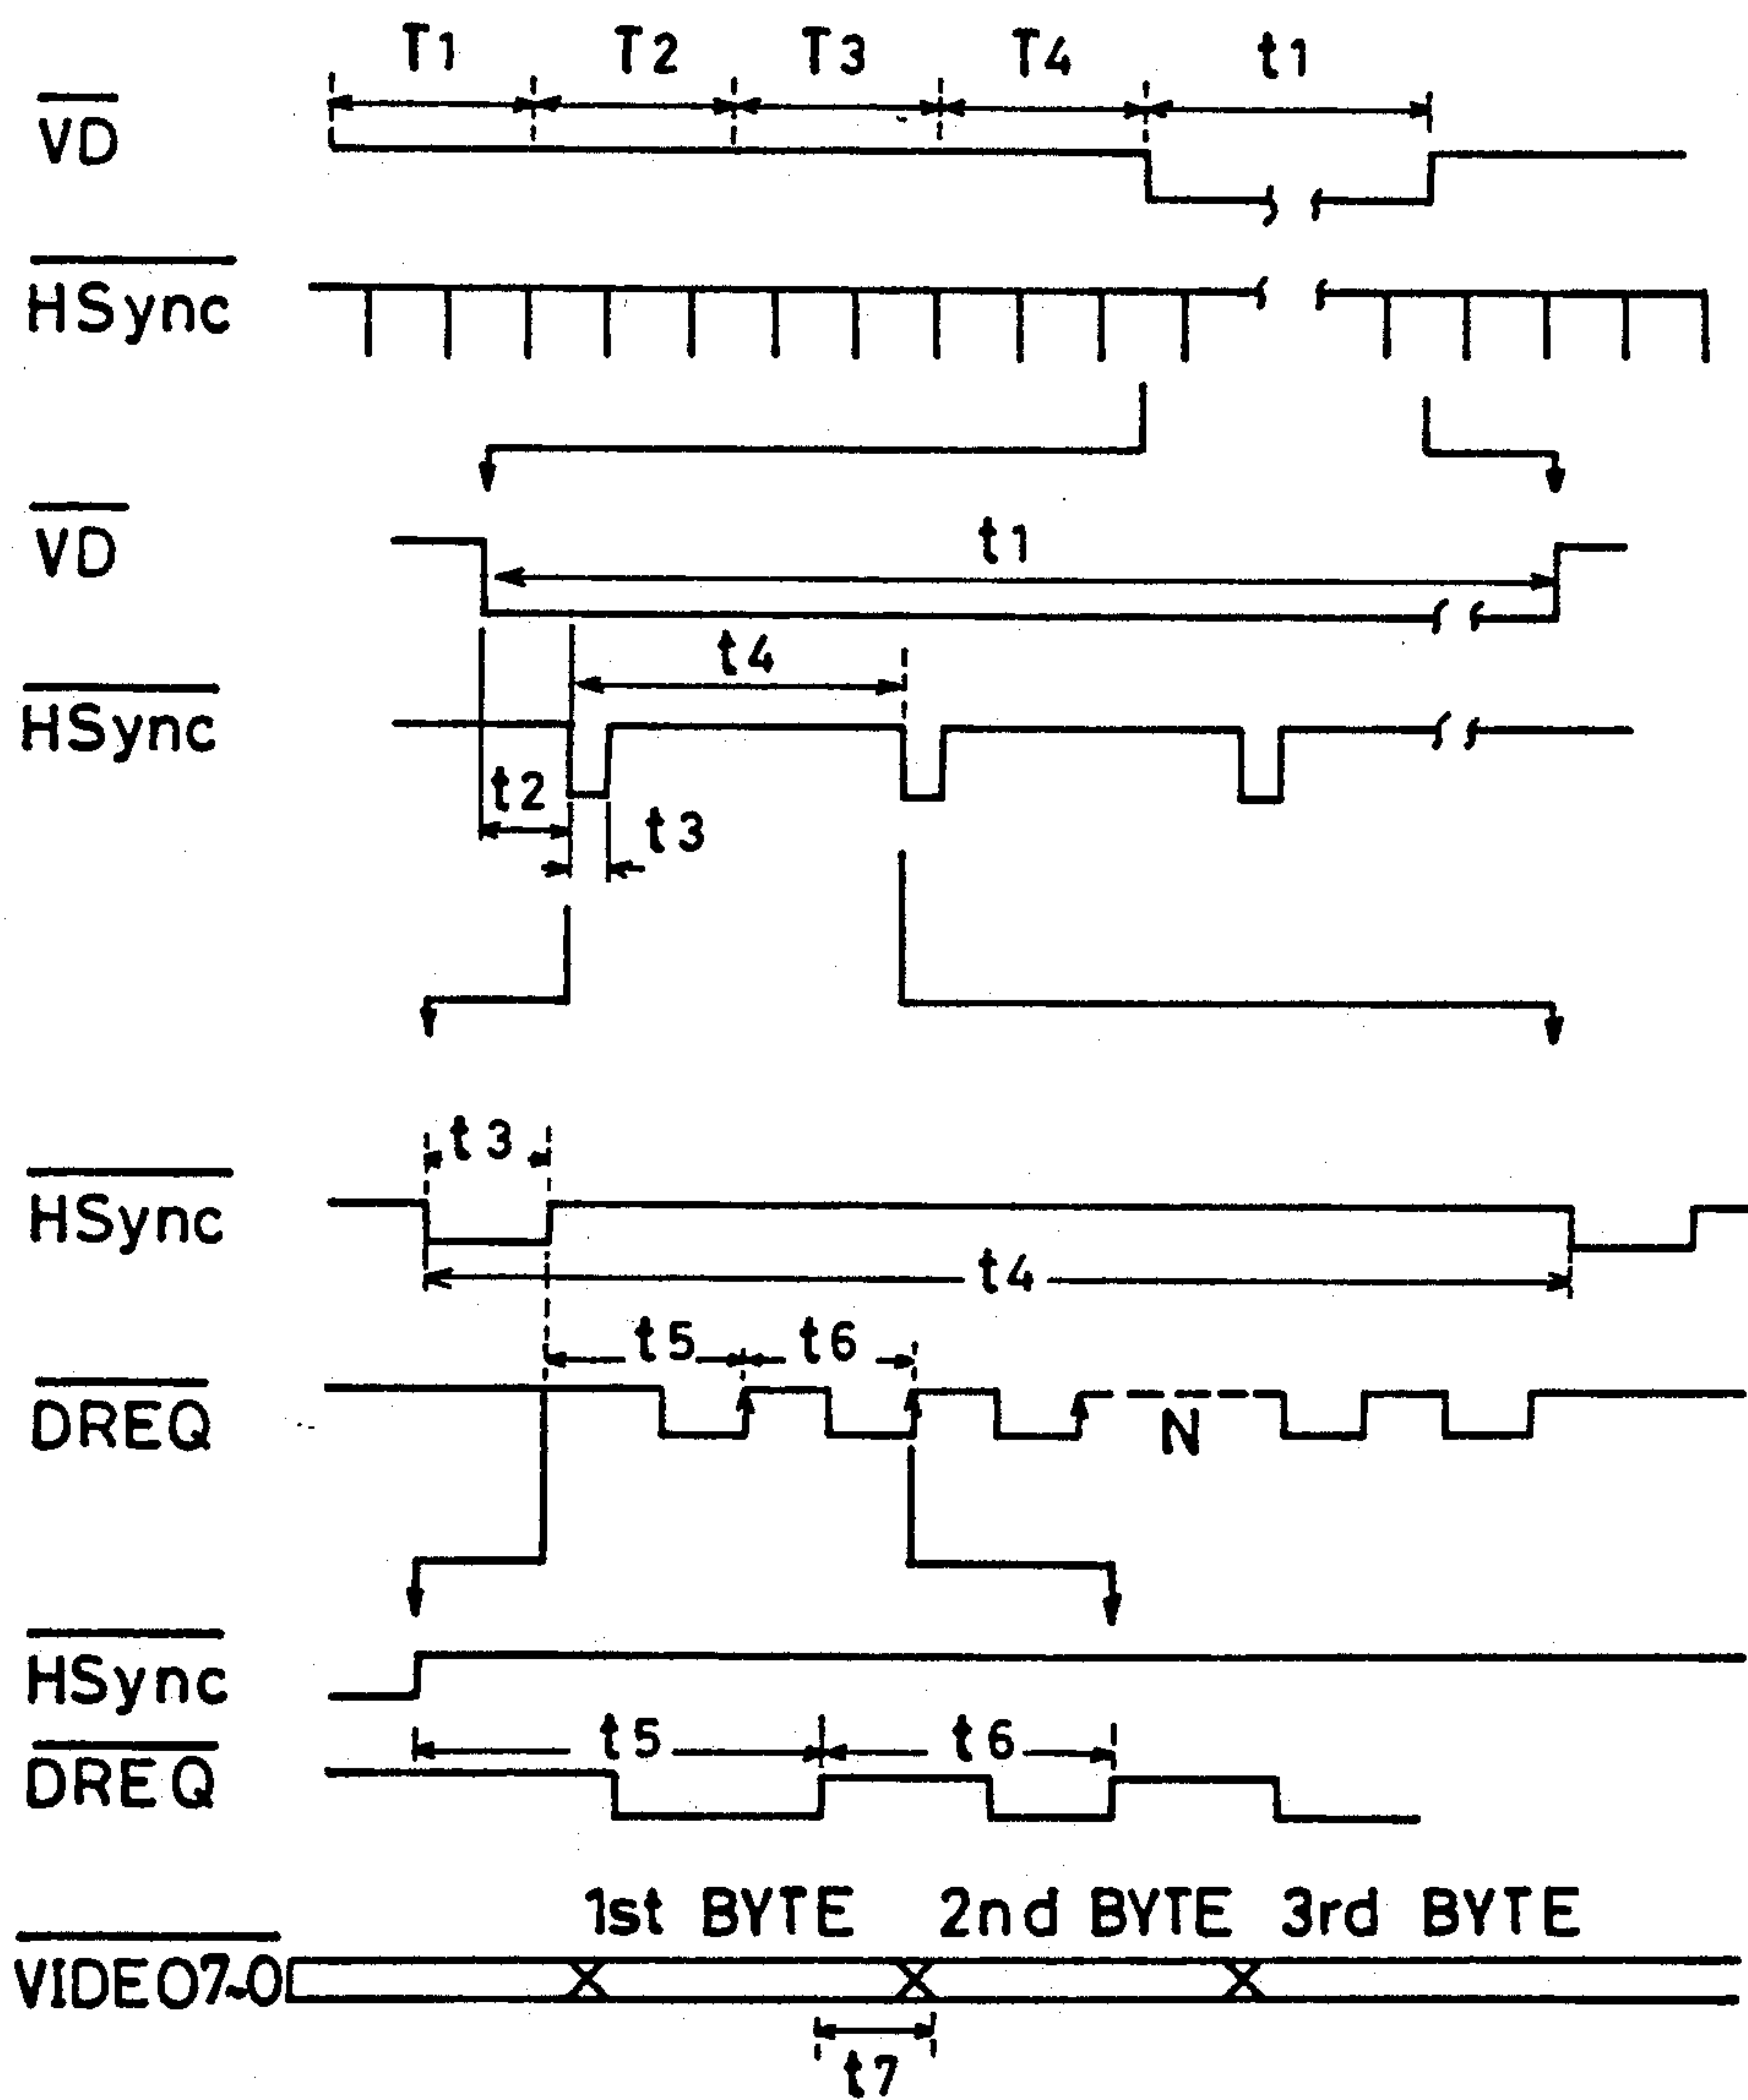 T1 T2 T3 T4 t1
VD
HSync
VD
t1
t4
HSync
t2
t3
t3
HSync
t4
t5 t6
DREQ
N
HSync
t5 t6
DREQ
1st BYTE 2nd BYTE 3rd BYTE
VIDEO7~0
t7